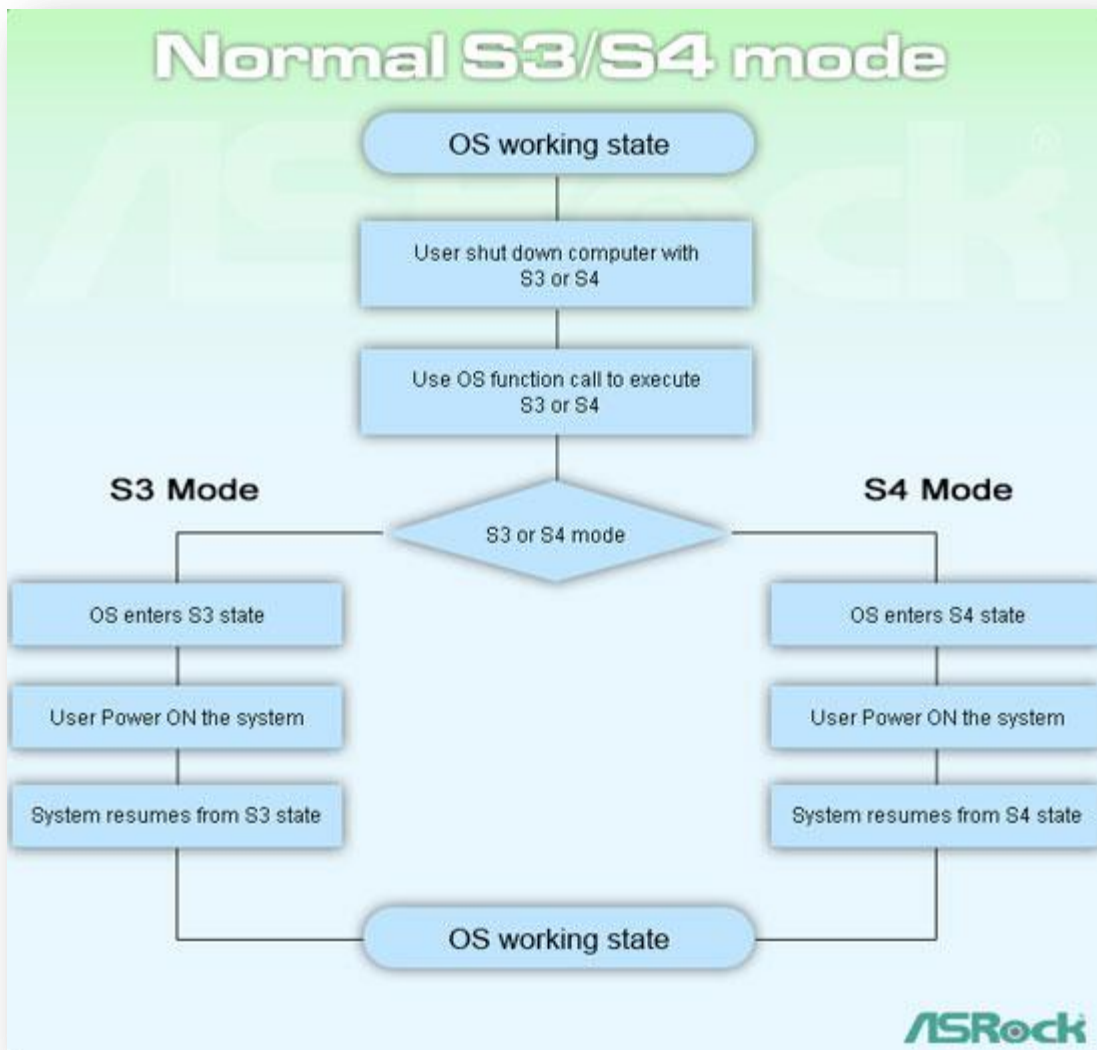 Normal S3/S4 mode
ASRock®
OS working state
User shut down computer with
S3 or S4
Use OS function call to execute
S3 or S4
S3 Mode
S4 Mode
S3 or S4 mode
OS enters S3 state
OS enters S4 state
User Power ON the system
User Power ON the system
System resumes from S3 state
System resumes from S4 state
OS working state
ASRock